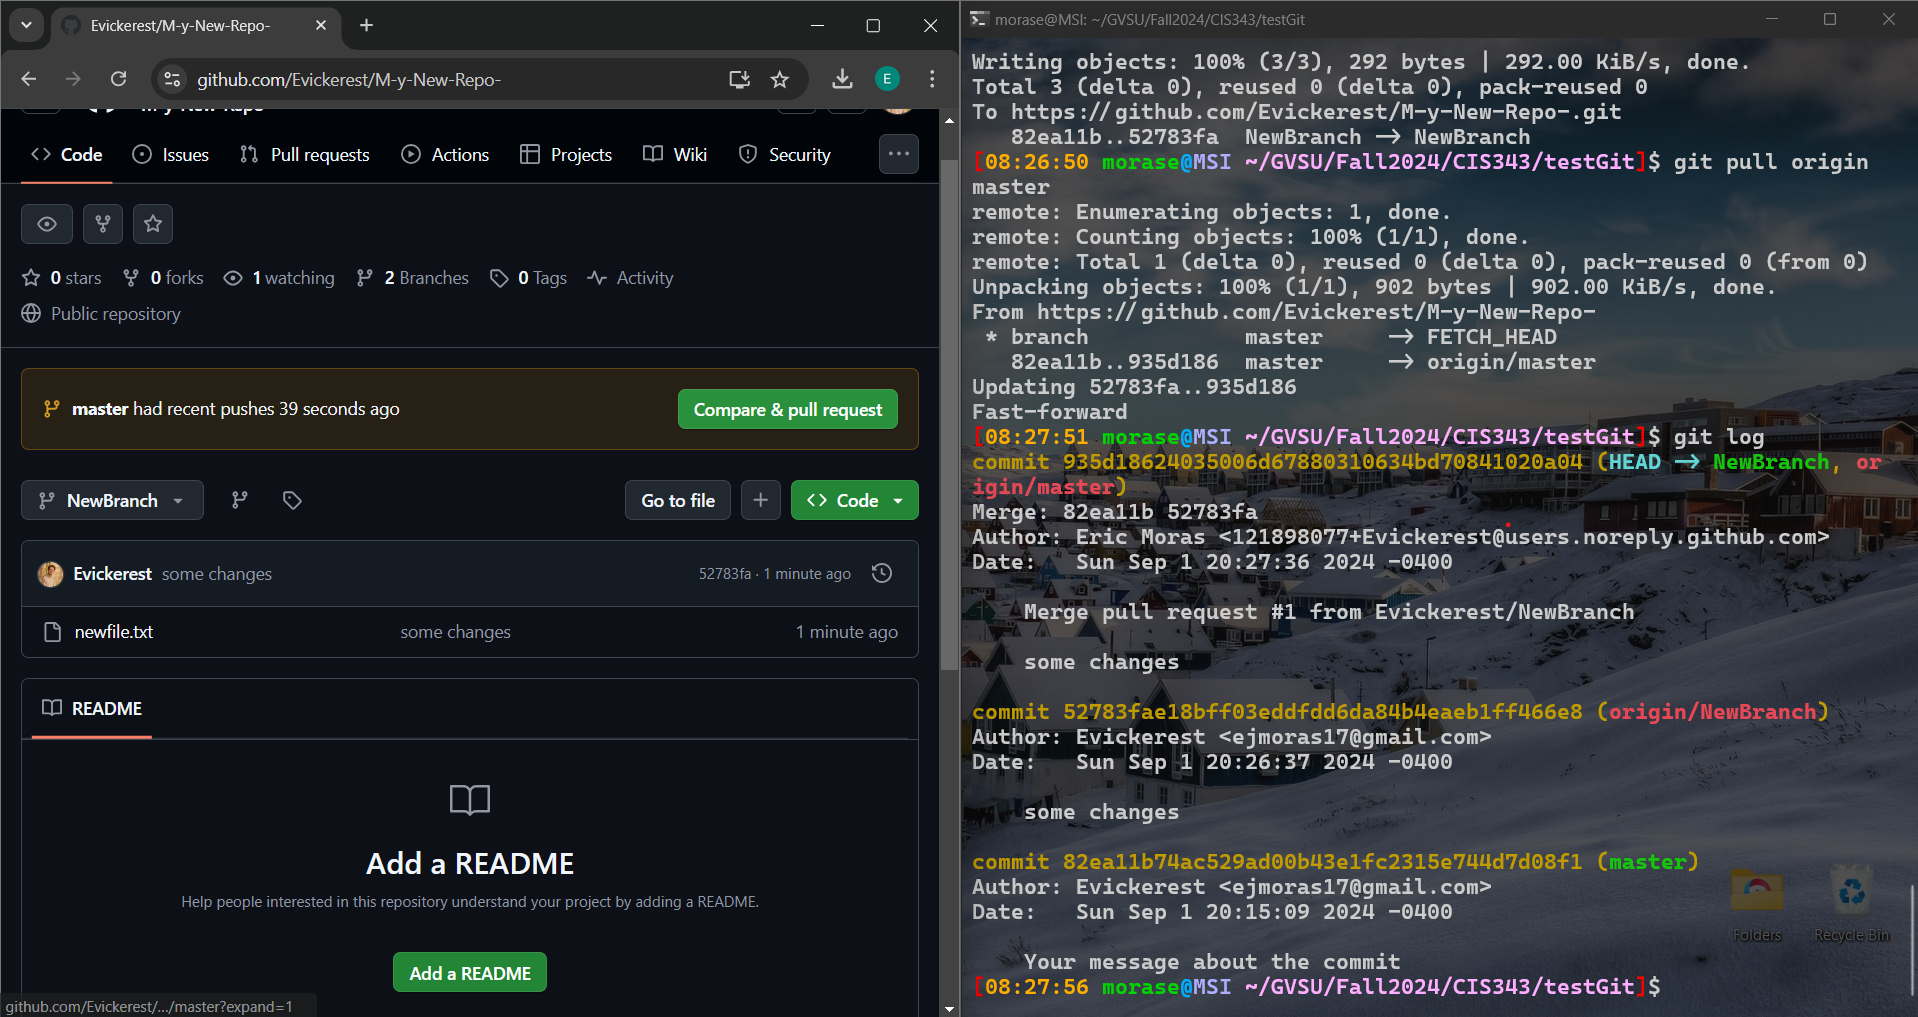 Evickerest/M-y-New-Repo-
github.com/Evickerest/M-y-New-Repo-
E
M-y-New-Repo
Code
Issues
Pull requests
Actions
Projects
Wiki
Security
0 stars
0 forks
1 watching
2 Branches
0 Tags
Activity
Public repository
master had recent pushes 39 seconds ago
Compare & pull request
NewBranch
Go to file
Code
Evickerest some changes
52783fa · 1 minute ago
newfile.txt
some changes
1 minute ago
README
Add a README
Help people interested in this repository understand your project by adding a README.
Add a README
github.com/Evickerest/.../master?expand=1
morase@MSI: ~/GVSU/Fall2024/CIS343/testGit
Writing objects: 100% (3/3), 292 bytes | 292.00 KiB/s, done.
Total 3 (delta 0), reused 0 (delta 0), pack-reused 0
To https://github.com/Evickerest/M-y-New-Repo-.git
82ea11b..52783fa NewBranch -> NewBranch
[08:26:50 morase@MSI ~/GVSU/Fall2024/CIS343/testGit]$ git pull origin
master
remote: Enumerating objects: 1, done.
remote: Counting objects: 100% (1/1), done.
remote: Total 1 (delta 0), reused 0 (delta 0), pack-reused 0 (from 0)
Unpacking objects: 100% (1/1), 902 bytes | 902.00 KiB/s, done.
From https://github.com/Evickerest/M-y-New-Repo-
* branch master -> FETCH_HEAD
82ea11b..935d186 master -> origin/master
Updating 52783fa..935d186
Fast-forward
[08:27:51 morase@MSI ~/GVSU/Fall2024/CIS343/testGit]$ git log
commit 935d18624035006d67880310634bd70841020a04 (HEAD -> NewBranch, or
igin/master)
Merge: 82ea11b 52783fa
Author: Eric Moras <121898077+Evickerest@users.noreply.github.com>
Date: Sun Sep 1 20:27:36 2024 -0400
Merge pull request #1 from Evickerest/NewBranch
some changes
commit 52783fae18bff03eddfdd6da84b4eaeb1ff466e8 (origin/NewBranch)
Author: Evickerest <ejmoras17@gmail.com>
Date: Sun Sep 1 20:26:37 2024 -0400
some changes
commit 82ea11b74ac529ad00b43e1fc2315e744d7d08f1 (master)
Author: Evickerest <ejmoras17@gmail.com>
Date: Sun Sep 1 20:15:09 2024 -0400
Your message about the commit
[08:27:56 morase@MSI ~/GVSU/Fall2024/CIS343/testGit]$
Folders
Recycle Bin